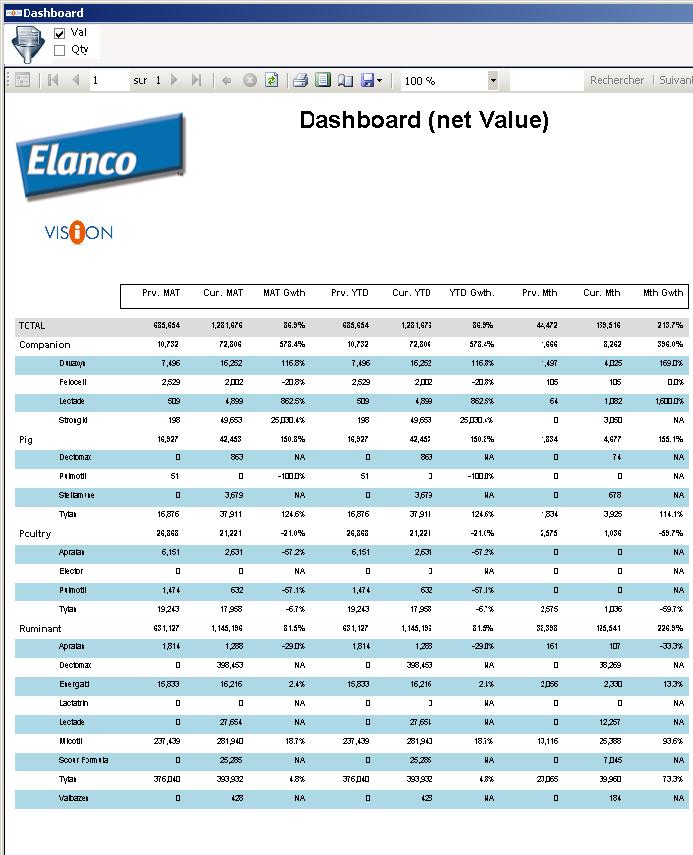 Dashboard
Val
Qty
1 sur 1 100 % Rechercher Suivan
Dashboard (net Value)
Elanco
VISION
Prv. MAT Cur. MAT MAT Gwth Prv. YTD Cur. YTD YTD Gwth. Prv. Mth Cur. Mth Mth Gwth
TOTAL 685,654 1,281,676 86.9% 685,654 1,281,676 86.9% 44,472 139,516 213.7%
Companion 10,732 72,806 578.4% 10,732 72,806 578.4% 1,666 8,262 396.0%
7,496 16,252 116.8% 7,496 16,252 116.8% 1,497 4,025 169.0%
Felocell 2,529 2,002 -20.8% 2,529 2,002 -20.8% 105 105 0.0%
Lectade 509 4,899 862.5% 509 4,899 862.5% 64 1,082 1,600.0%
Strongid 198 49,653 25,030.4% 198 49,653 25,030.4% 0 3,050 NA
Pig 16,927 42,453 150.8% 16,927 42,453 150.8% 1,834 4,677 155.1%
Dectomax 0 863 NA 0 863 NA 0 74 NA
Pulmotil 51 0 -100.0% 51 0 -100.0% 0 0 NA
Stellamune 0 3,679 NA 0 3,679 NA 0 678 NA
Tylan 16,876 37,911 124.6% 16,876 37,911 124.6% 1,834 3,925 114.1%
Poultry 26,868 21,221 -21.0% 26,868 21,221 -21.0% 2,575 1,036 -59.7%
Apralan 6,151 2,631 -57.2% 6,151 2,631 -57.2% 0 0 NA
Elector 0 0 NA 0 0 NA 0 0 NA
Pulmotil 1,474 632 -57.1% 1,474 632 -57.1% 0 0 NA
Tylan 19,243 17,958 -6.7% 19,243 17,958 -6.7% 2,575 1,036 -59.7%
Ruminant 631,127 1,145,196 81.5% 631,127 1,145,196 81.5% 38,398 125,541 226.9%
Apralan 1,814 1,288 -29.0% 1,814 1,288 -29.0% 161 107 -33.3%
Dectomax 0 398,453 NA 0 398,453 NA 0 38,269 NA
Energaid 15,833 16,216 2.4% 15,833 16,216 2.4% 2,056 2,330 13.3%
Lactatrin 0 0 NA 0 0 NA 0 0 NA
Lectade 0 27,654 NA 0 27,654 NA 0 12,257 NA
Micotil 237,439 281,940 18.7% 237,439 281,940 18.7% 13,116 25,388 93.6%
Scour Formula 0 25,285 NA 0 25,285 NA 0 7,045 NA
Tylan 376,040 393,932 4.8% 376,040 393,932 4.8% 23,065 39,960 73.3%
Valbazen 0 428 NA 0 428 NA 0 184 NA